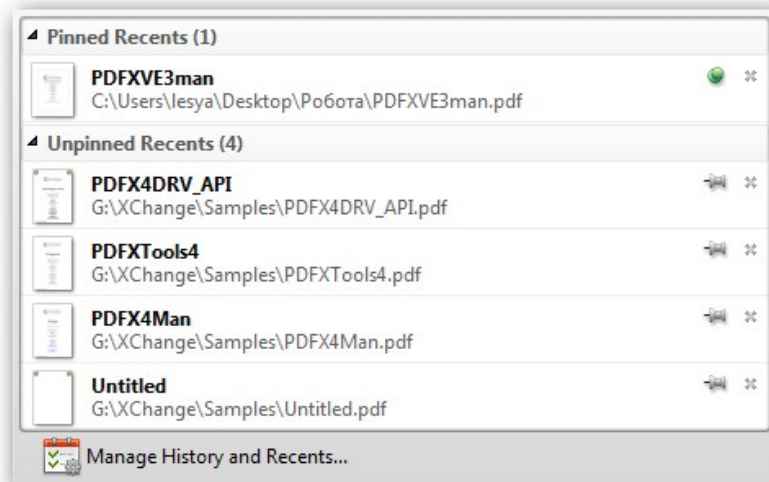 Pinned Recents (1)
PDFXVE3man
C:\Users\lesya\Desktop\Робота\PDFXVE3man.pdf
Unpinned Recents (4)
PDFX4DRV_API
G:\XChange\Samples\PDFX4DRV_API.pdf
PDFXTools4
G:\XChange\Samples\PDFXTools4.pdf
PDFX4Man
G:\XChange\Samples\PDFX4Man.pdf
Untitled
G:\XChange\Samples\Untitled.pdf
Manage History and Recents...